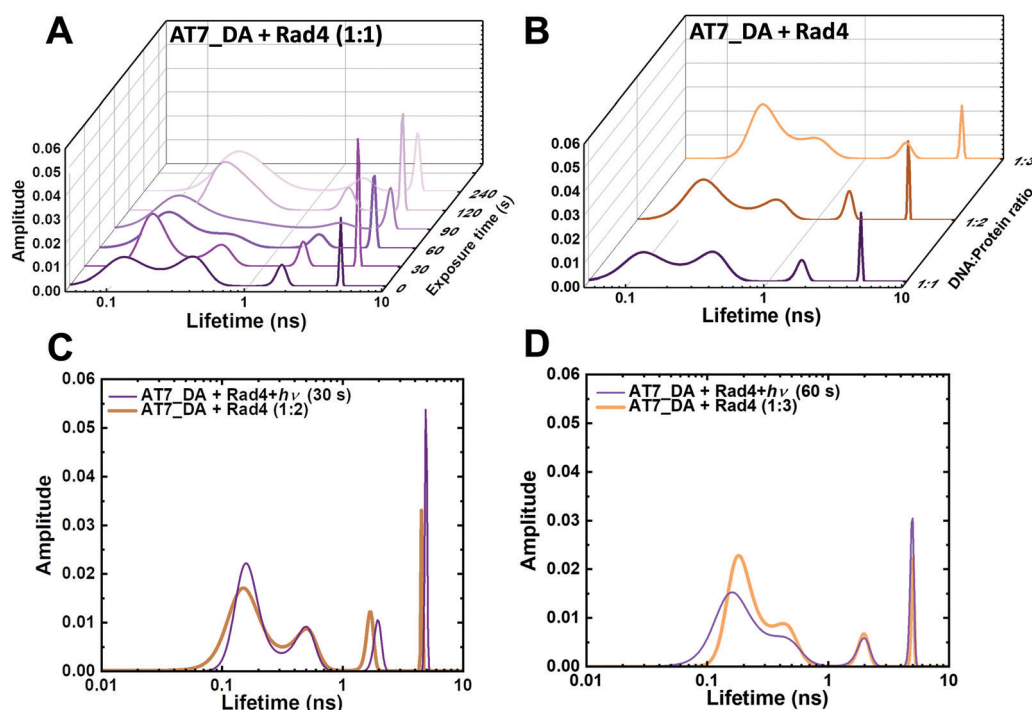 A
AT7_DA + Rad4 (1:1)
0.06
0.05
0.04
0.03
0.02
0.01
0.00
Amplitude
0.1
1
10
Lifetime (ns)
0
30
60
90
120
240
Exposure time (s)
B
AT7_DA + Rad4
0.06
0.05
0.04
0.03
0.02
0.01
0.00
0.1
1
10
Lifetime (ns)
1:1
1:2
1:3
DNA:Protein ratio
C
AT7_DA + Rad4+hν (30 s)
AT7_DA + Rad4 (1:2)
0.06
0.05
0.04
0.03
0.02
0.01
0.00
Amplitude
0.01
0.1
1
10
Lifetime (ns)
D
AT7_DA + Rad4+hν (60 s)
AT7_DA + Rad4 (1:3)
0.06
0.05
0.04
0.03
0.02
0.01
0.00
Amplitude
0.01
0.1
1
10
Lifetime (ns)